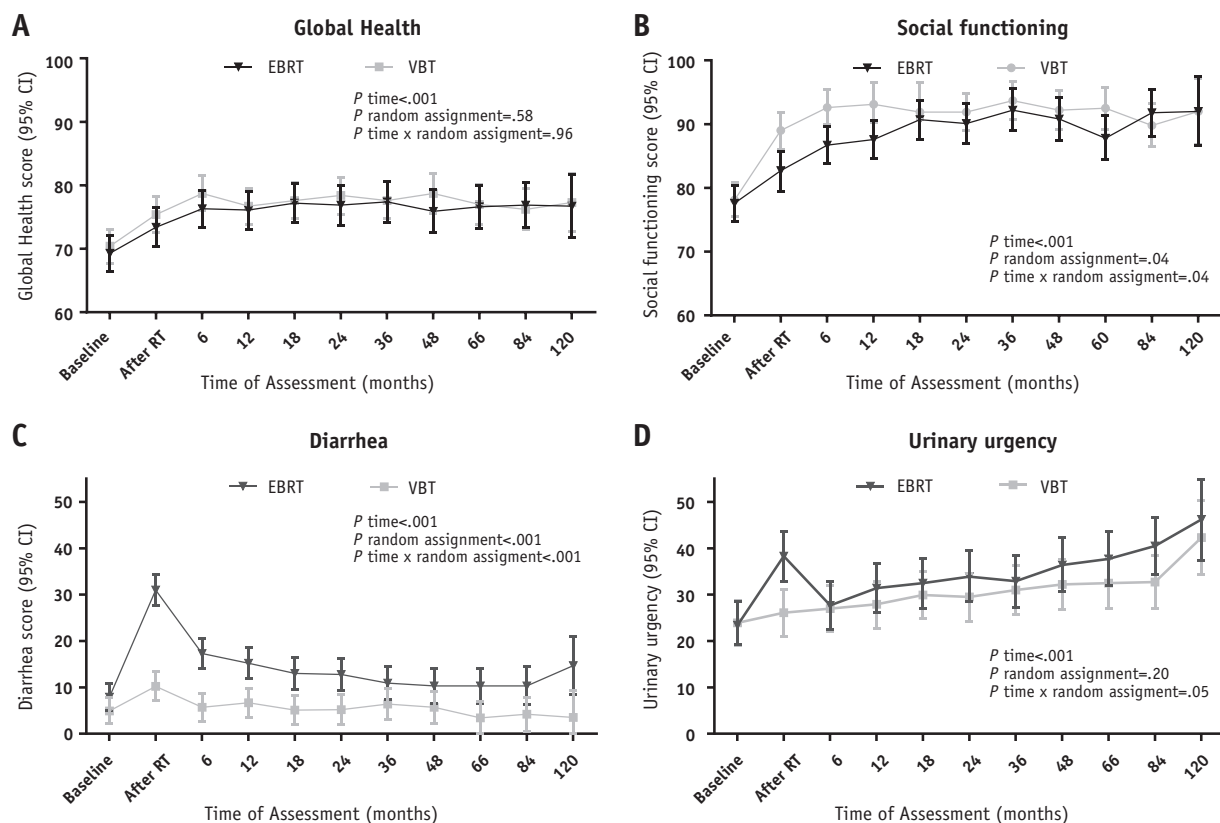 A
Global Health
Global Health score (95% CI)
100
90
80
70
60
EBRT
VBT
P time<.001
P random assignment=.58
P time x random assigment=.96
Baseline
After RT
6
12
18
24
36
48
66
84
120
Time of Assessment (months)
B
Social functioning
Social functioning score (95% CI)
100
90
80
70
60
EBRT
VBT
P time<.001
P random assignment=.04
P time x random assigment=.04
Baseline
After RT
6
12
18
24
36
48
60
84
120
Time of Assessment (months)
C
Diarrhea
Diarrhea score (95% CI)
50
40
30
20
10
0
EBRT
VBT
P time<.001
P random assignment<.001
P time x random assigment<.001
Baseline
After RT
6
12
18
24
36
48
66
84
120
Time of Assessment (months)
D
Urinary urgency
Urinary urgency (95% CI)
50
40
30
20
10
0
EBRT
VBT
P time<.001
P random assignment=.20
P time x random assigment=.05
Baseline
After RT
6
12
18
24
36
48
66
84
120
Time of Assessment (months)